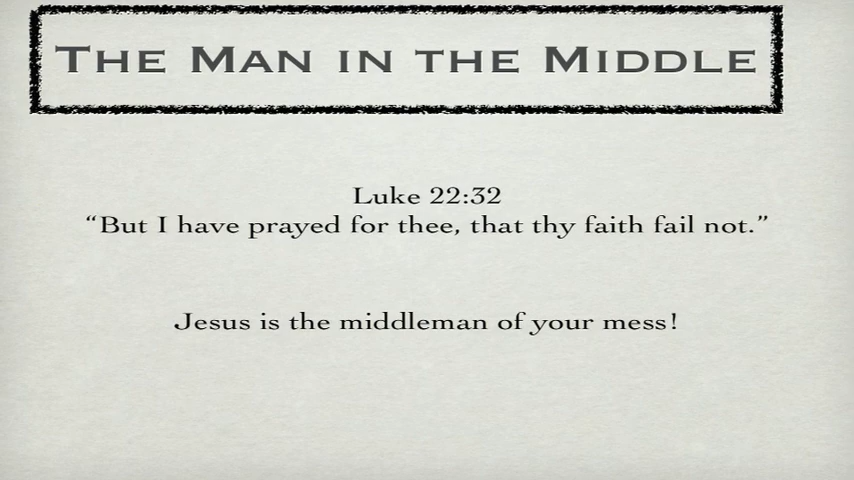 The Man in the Middle
Luke 22:32
“But I have prayed for thee, that thy faith fail not.”
Jesus is the middleman of your mess!